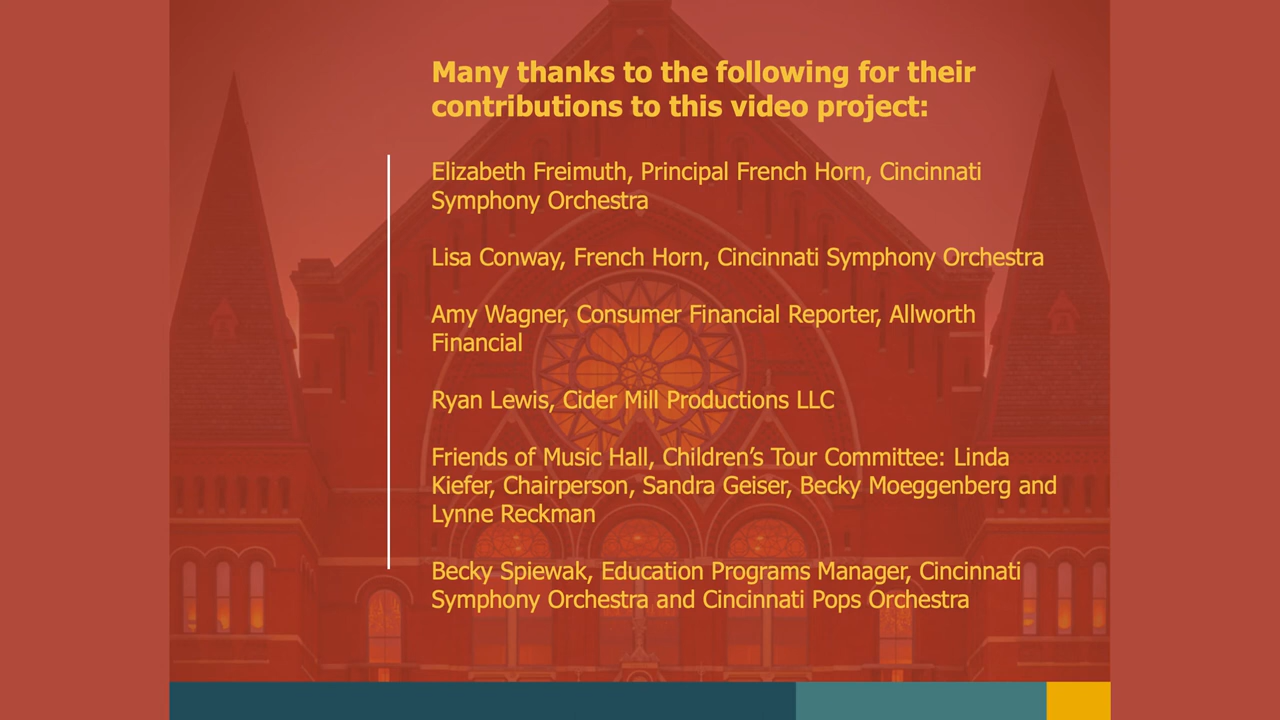 Many thanks to the following for their
contributions to this video project:
Elizabeth Freimuth, Principal French Horn, Cincinnati
Symphony Orchestra
Lisa Conway, French Horn, Cincinnati Symphony Orchestra
Amy Wagner, Consumer Financial Reporter, Allworth
Financial
Ryan Lewis, Cider Mill Productions LLC
Friends of Music Hall, Children’s Tour Committee: Linda
Kiefer, Chairperson, Sandra Geiser, Becky Moeggenberg and
Lynne Reckman
Becky Spiewak, Education Programs Manager, Cincinnati
Symphony Orchestra and Cincinnati Pops Orchestra